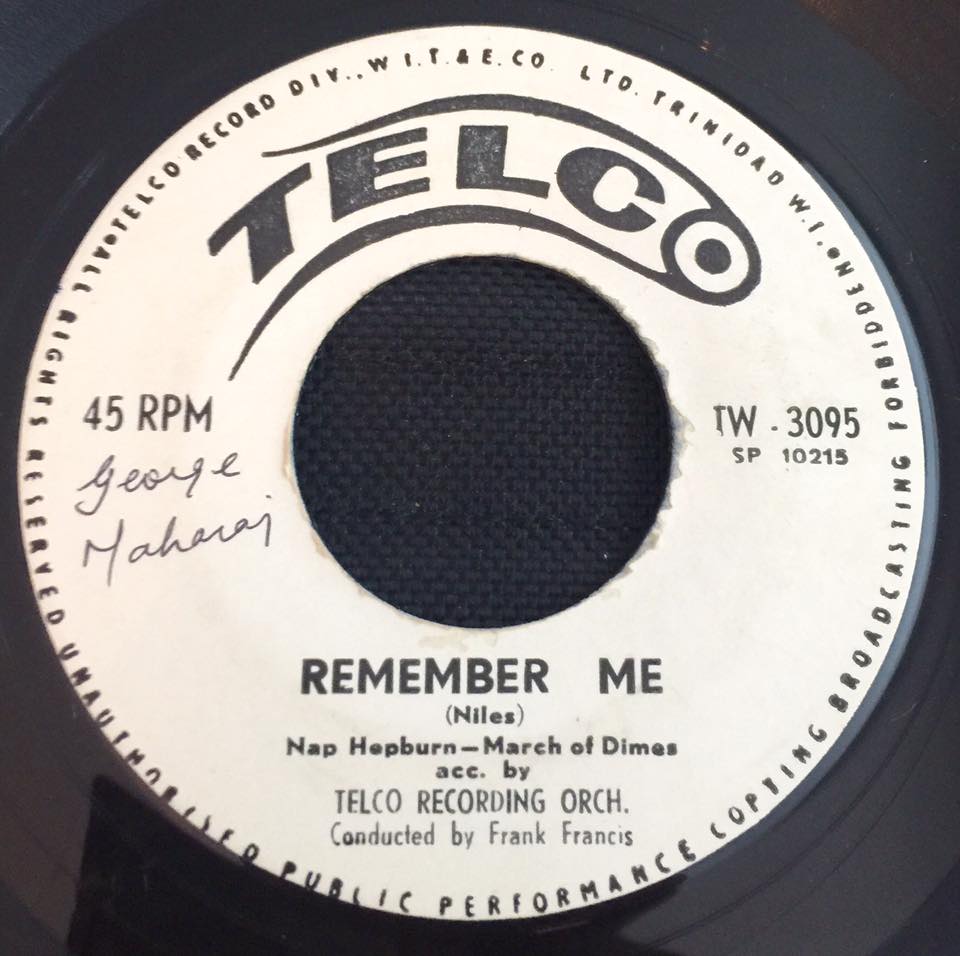 TELCO RECORD DIV., W I.T. & E. CO. LTD. TRINIDAD W.I.
TELCO
45 RPM
George
Maharaj
TW - 3095
SP 10215
REMEMBER ME
(Niles)
Nap Hepburn—March of Dimes
acc. by
TELCO RECORDING ORCH.
Conducted by Frank Francis
ALL RIGHTS RESERVED UNAUTHORISED PUBLIC PERFORMANCE COPYING BROADCASTING FORBIDDEN